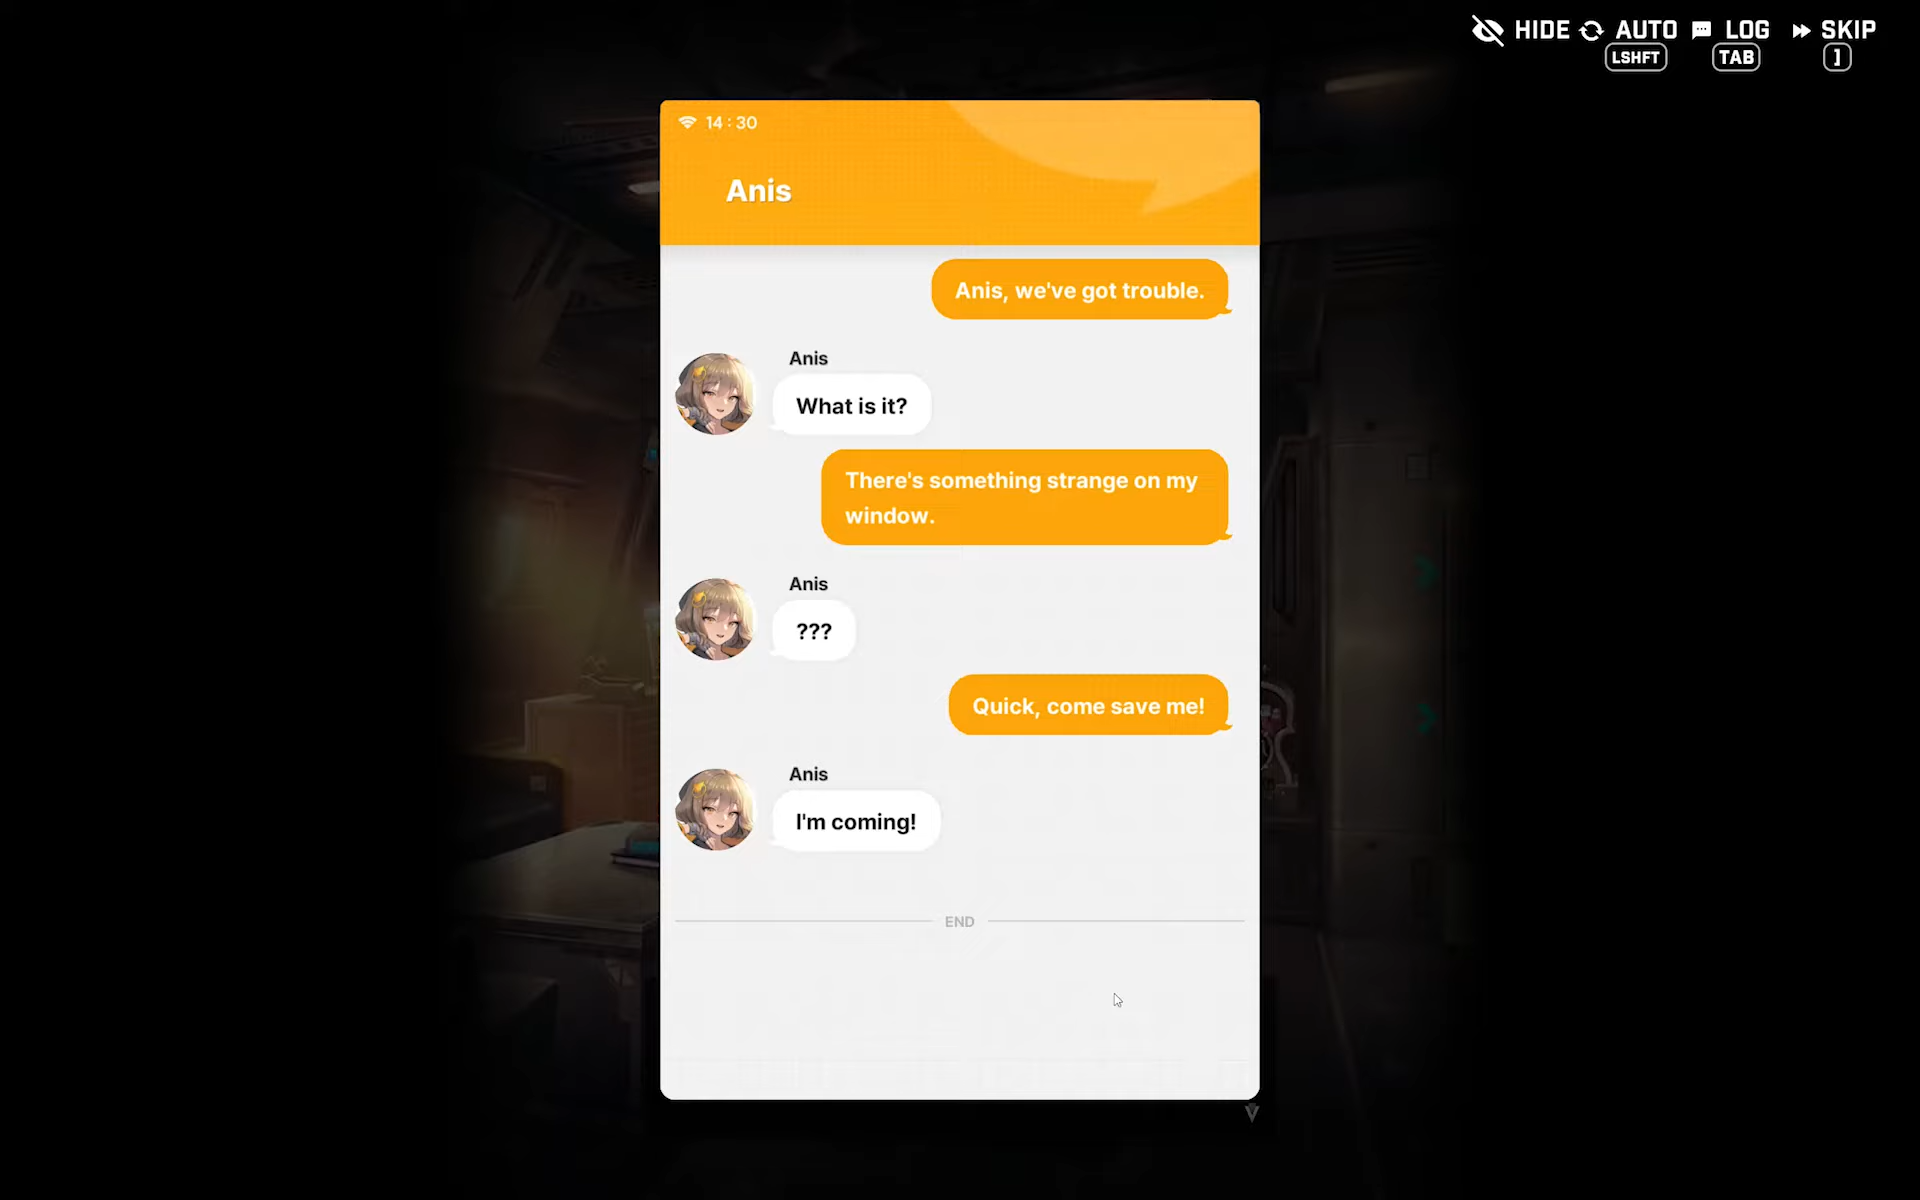 HIDE AUTO LOG SKIP
LSHFT TAB ]
14 : 30
Anis
Anis, we've got trouble.
Anis
What is it?
There's something strange on my
window.
Anis
???
Quick, come save me!
Anis
I'm coming!
END